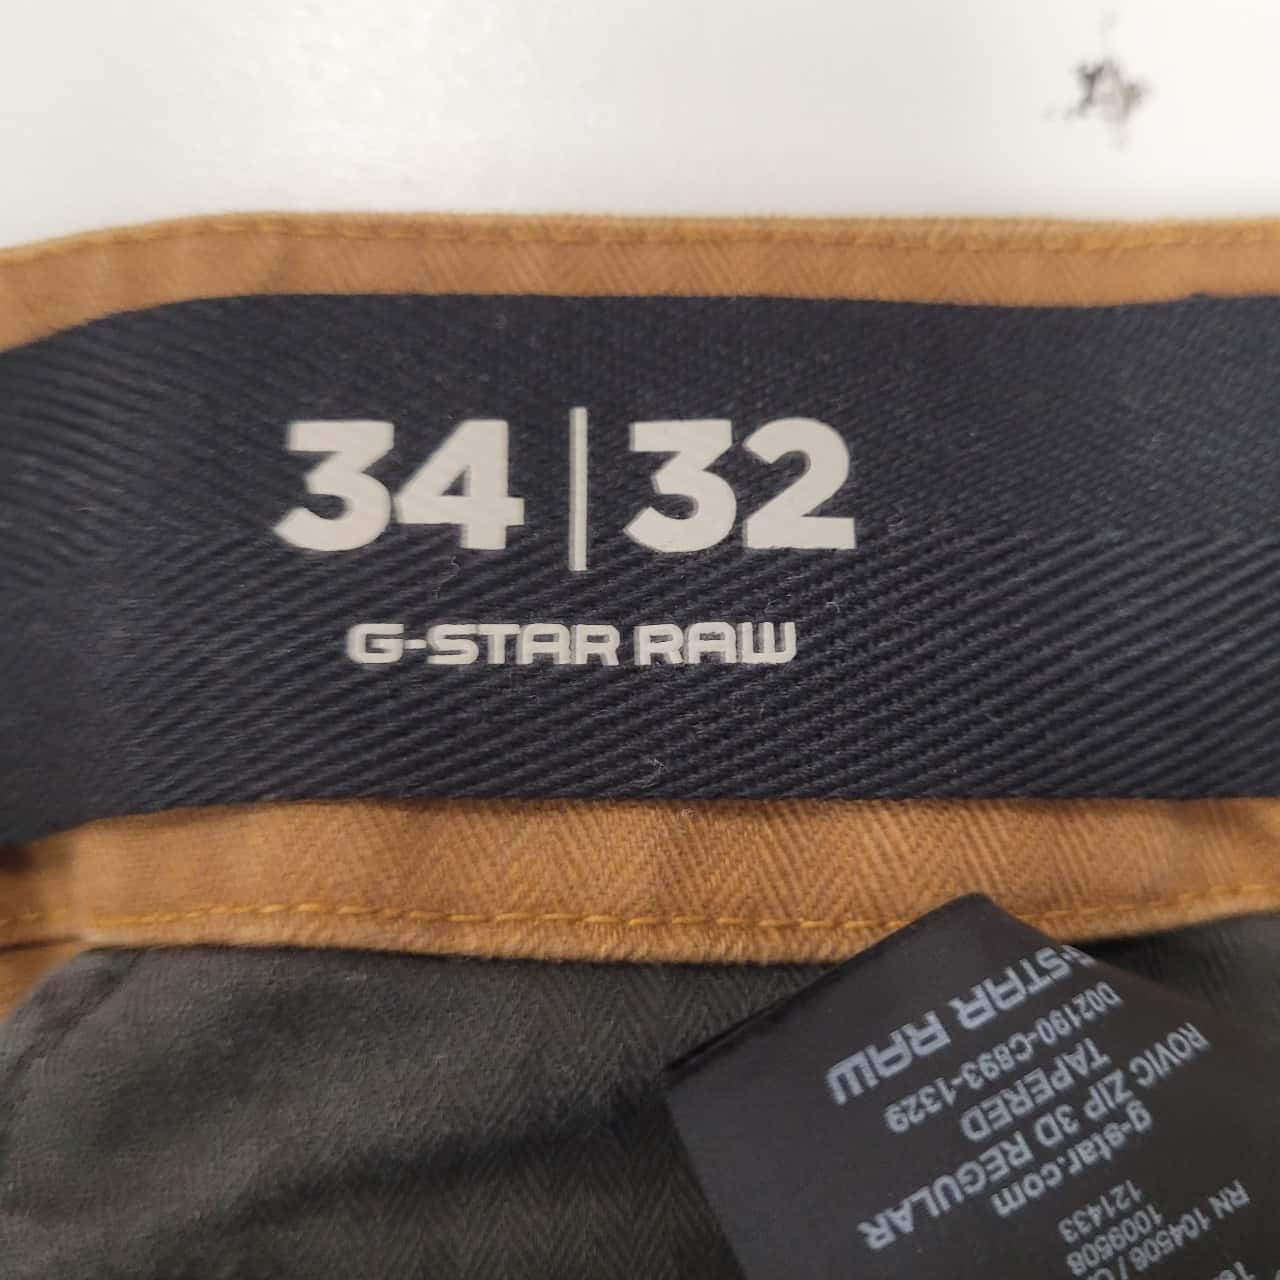 34 | 32
G-STAR RAW
G-STAR RAW
D02190-C893-1329
ROVIC ZIP 3D REGULAR
TAPERED
g-star.com
RN 104506 /
1009508
121433